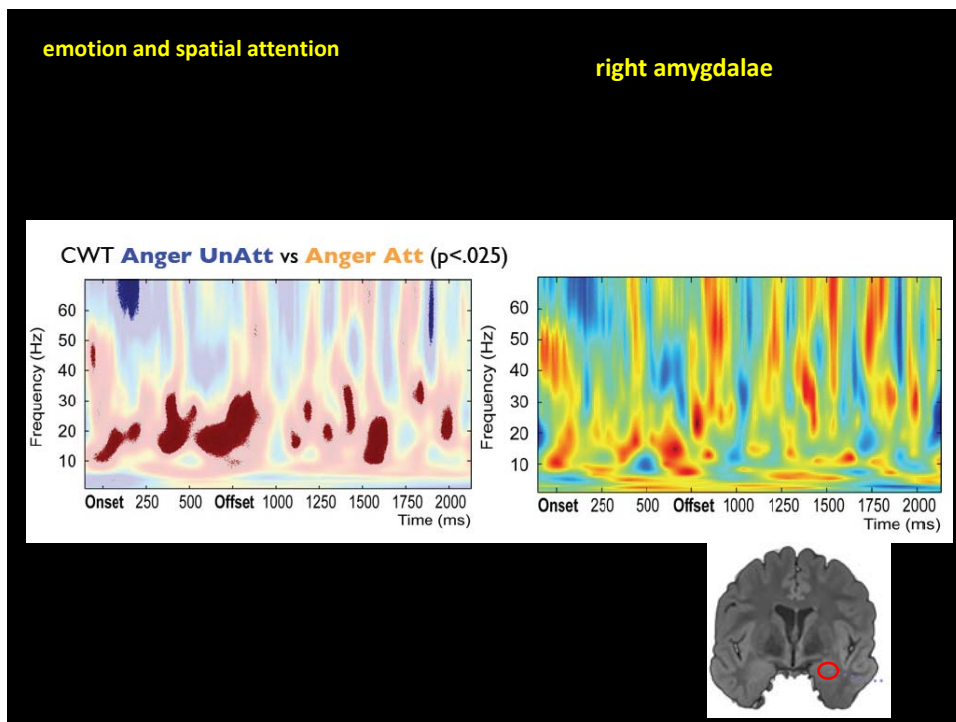 emotion and spatial attention
right amygdalae
CWT Anger UnAtt vs Anger Att (p<.025)
Frequency (Hz)
60
50
40
30
20
10
Onset 250 500 Offset 1000 1250 1500 1750 2000
Time (ms)
Frequency (Hz)
60
50
40
30
20
10
Onset 250 500 Offset 1000 1250 1500 1750 2000
Time (ms)